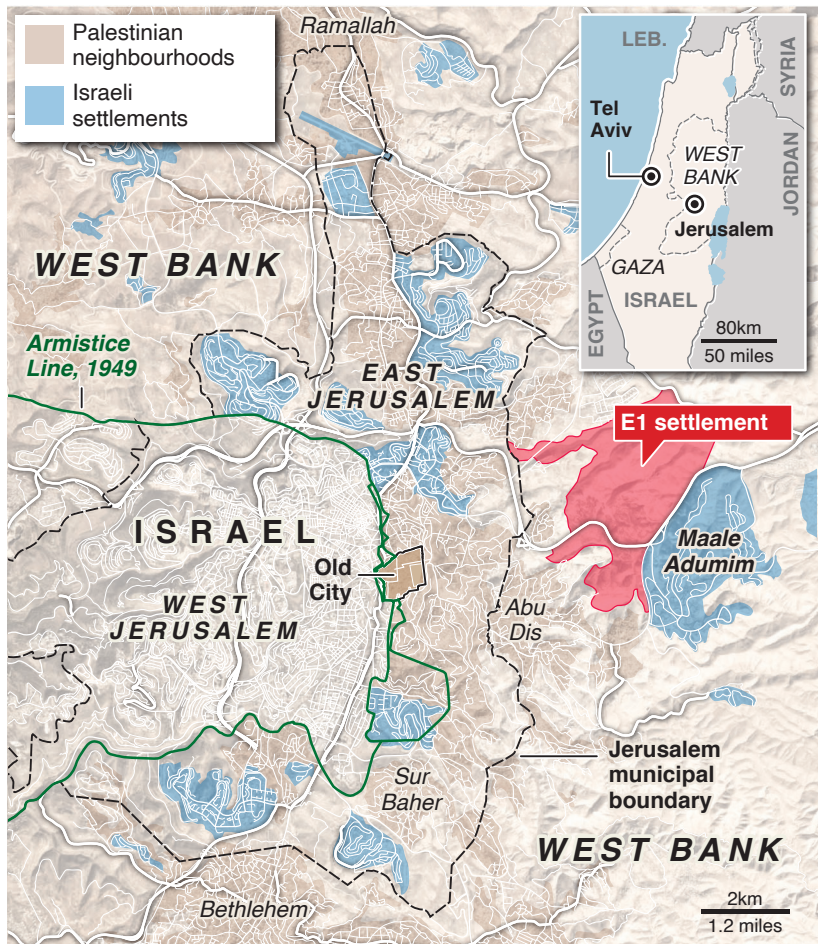 Palestinian
neighbourhoods
Israeli
settlements
Ramallah
LEB.
SYRIA
Tel
Aviv
WEST
BANK
JORDAN
Jerusalem
GAZA
ISRAEL
EGYPT
80km
50 miles
WEST BANK
Armistice
Line, 1949
EAST
JERUSALEM
E1 settlement
ISRAEL
Maale
Adumim
Old
City
WEST
JERUSALEM
Abu
Dis
Jerusalem
municipal
boundary
Sur
Baher
WEST BANK
Bethlehem
2km
1.2 miles